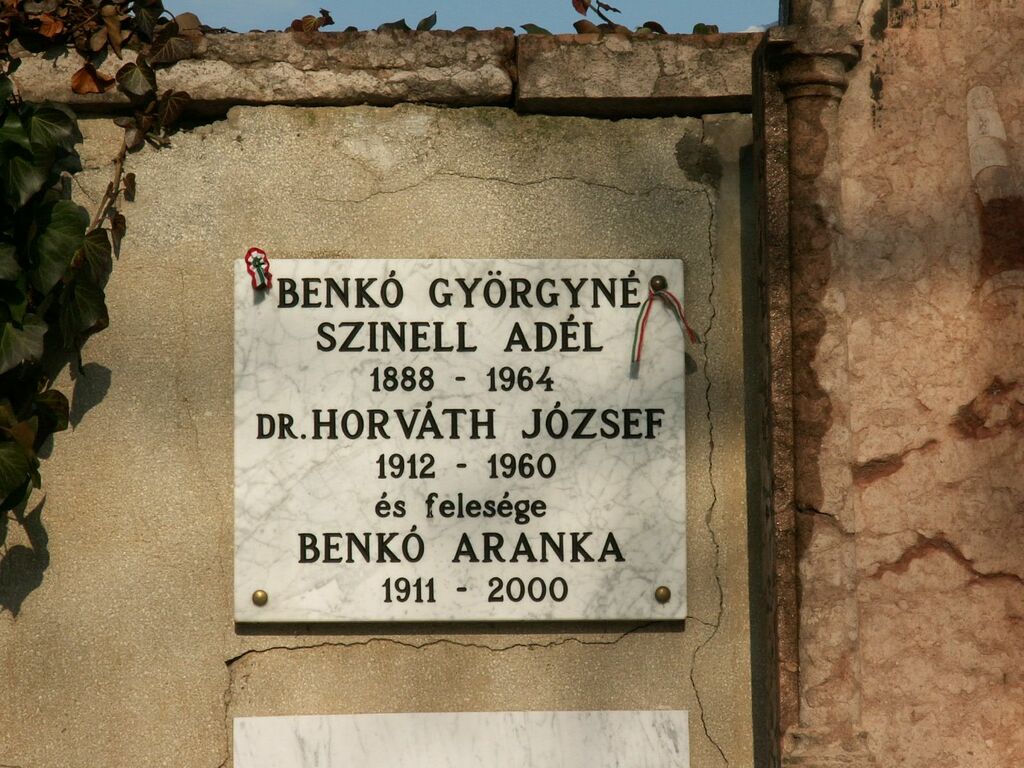 BENKÓ GYÖRGYNÉ
SZINELL ADÉL
1888 - 1964
DR. HORVÁTH JÓZSEF
1912 - 1960
és felesége
BENKÓ ARANKA
1911 - 2000